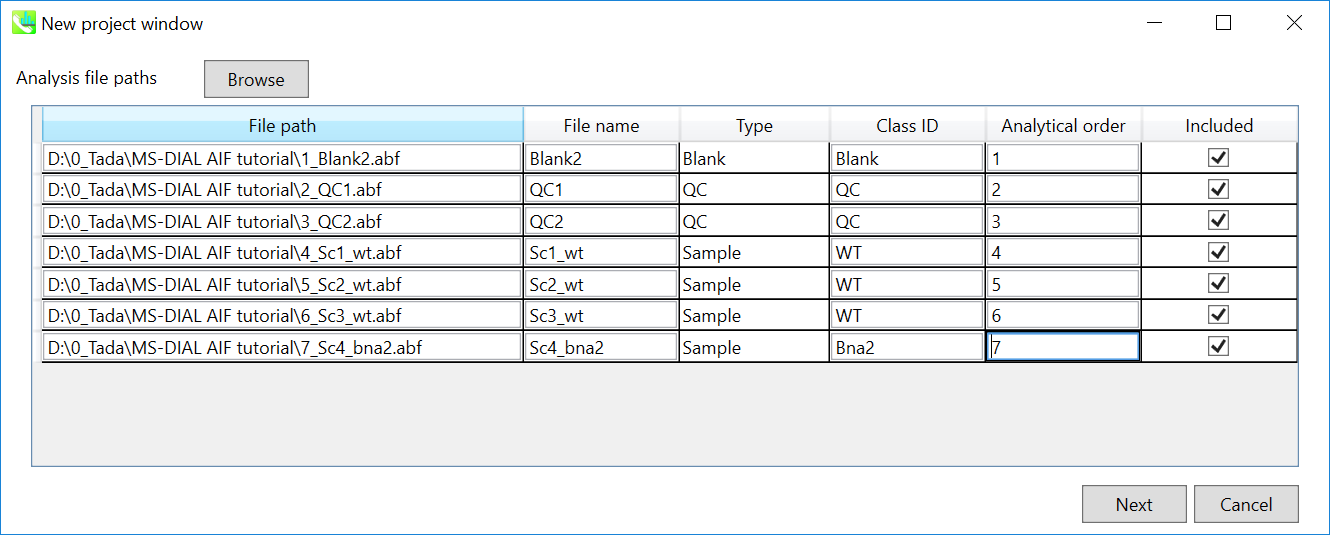 New project window
Analysis file paths Browse
File path File name Type Class ID Analytical order Included
D:\0_Tada\MS-DIAL AIF tutorial\1_Blank2.abf Blank2 Blank Blank 1
D:\0_Tada\MS-DIAL AIF tutorial\2_QC1.abf QC1 QC QC 2
D:\0_Tada\MS-DIAL AIF tutorial\3_QC2.abf QC2 QC QC 3
D:\0_Tada\MS-DIAL AIF tutorial\4_Sc1_wt.abf Sc1_wt Sample WT 4
D:\0_Tada\MS-DIAL AIF tutorial\5_Sc2_wt.abf Sc2_wt Sample WT 5
D:\0_Tada\MS-DIAL AIF tutorial\6_Sc3_wt.abf Sc3_wt Sample WT 6
D:\0_Tada\MS-DIAL AIF tutorial\7_Sc4_bna2.abf Sc4_bna2 Sample Bna2 7
Next Cancel